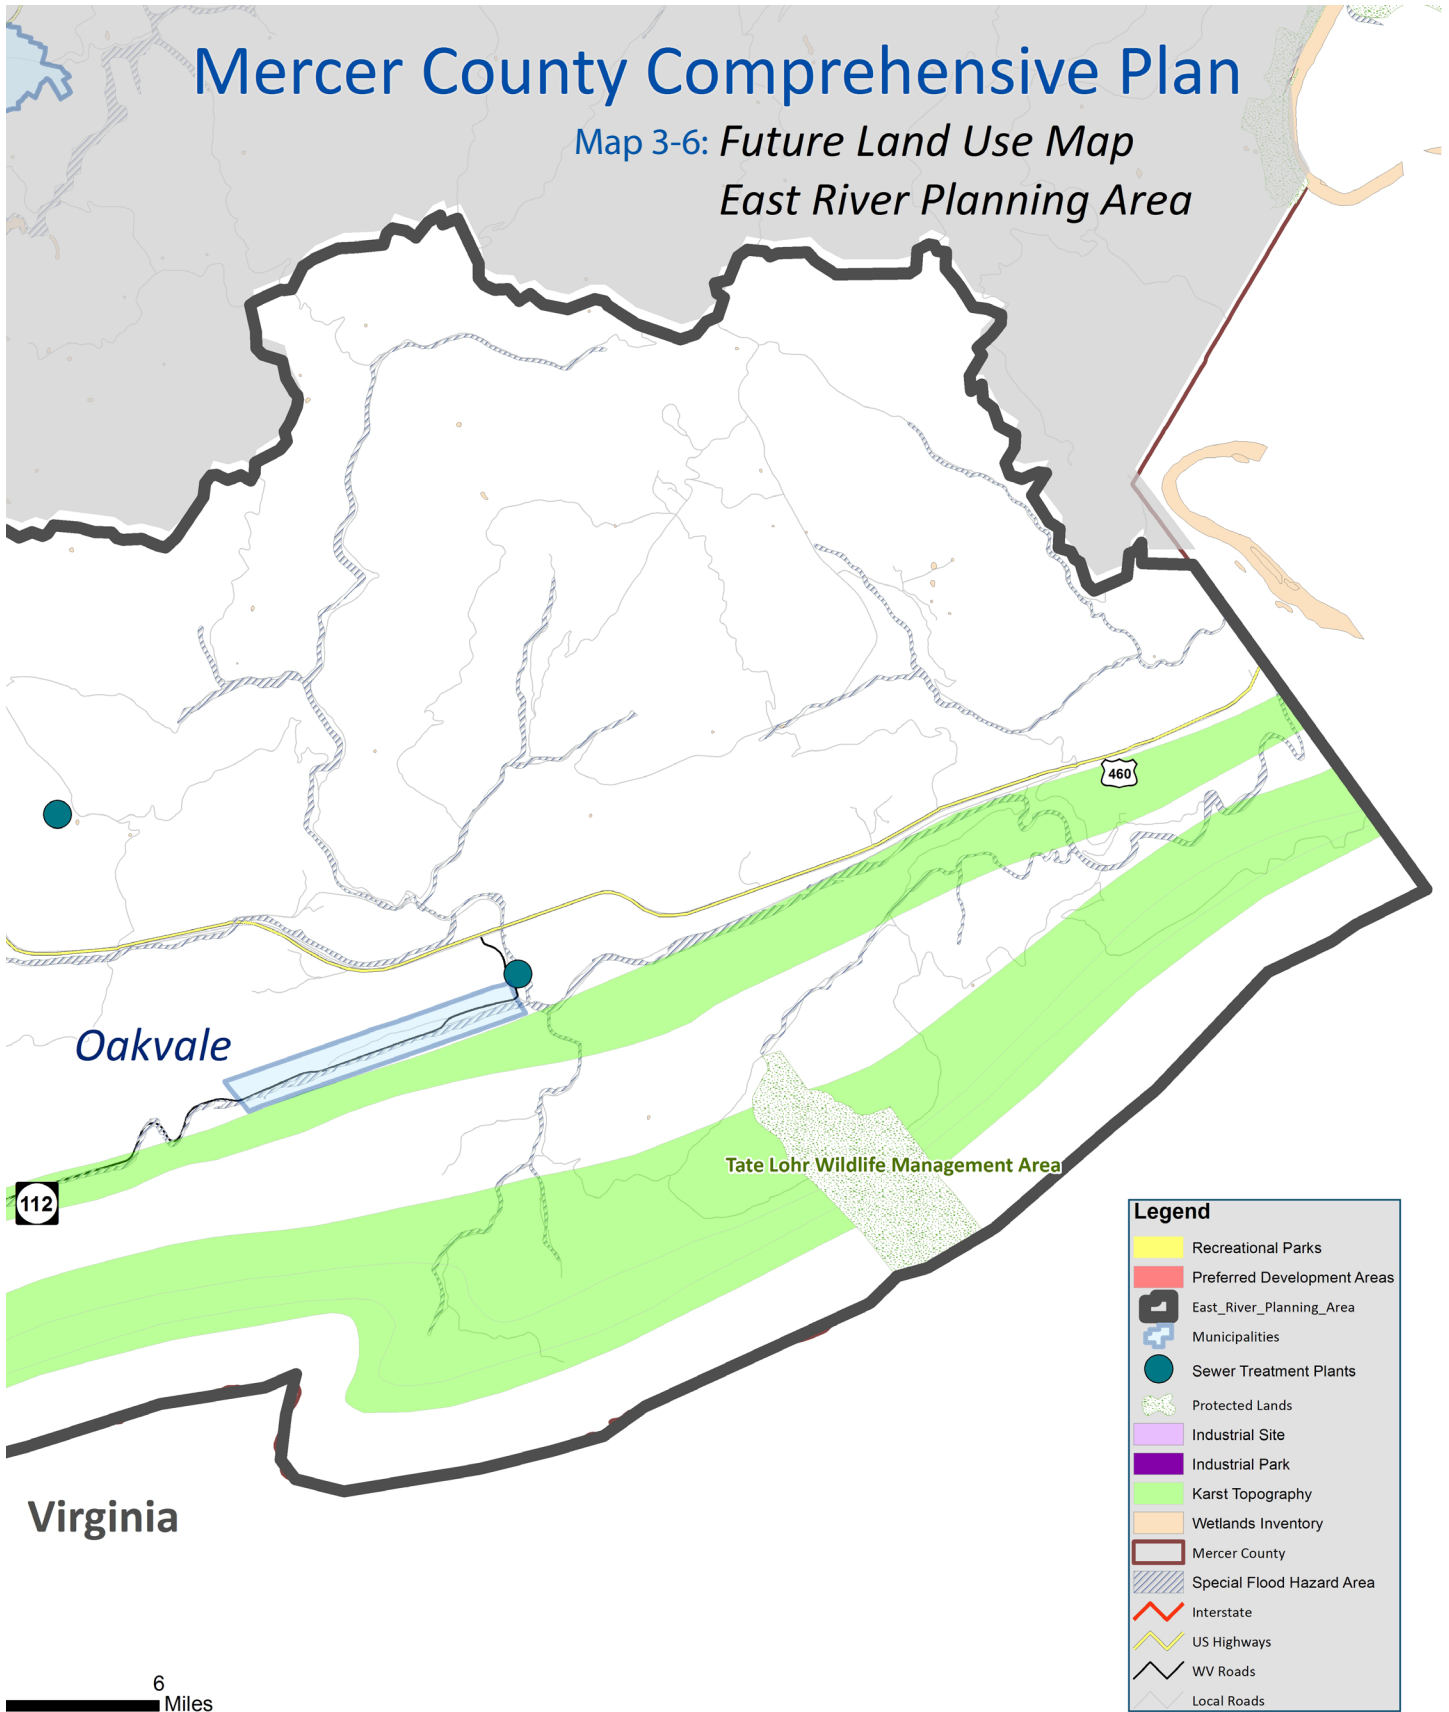 Mercer County Comprehensive Plan
Map 3-6: Future Land Use Map
East River Planning Area
460
Oakvale
Tate Lohr Wildlife Management Area
112
Virginia
6
Miles
Legend
Recreational Parks
Preferred Development Areas
East_River_Planning_Area
Municipalities
Sewer Treatment Plants
Protected Lands
Industrial Site
Industrial Park
Karst Topography
Wetlands Inventory
Mercer County
Special Flood Hazard Area
Interstate
US Highways
WV Roads
Local Roads